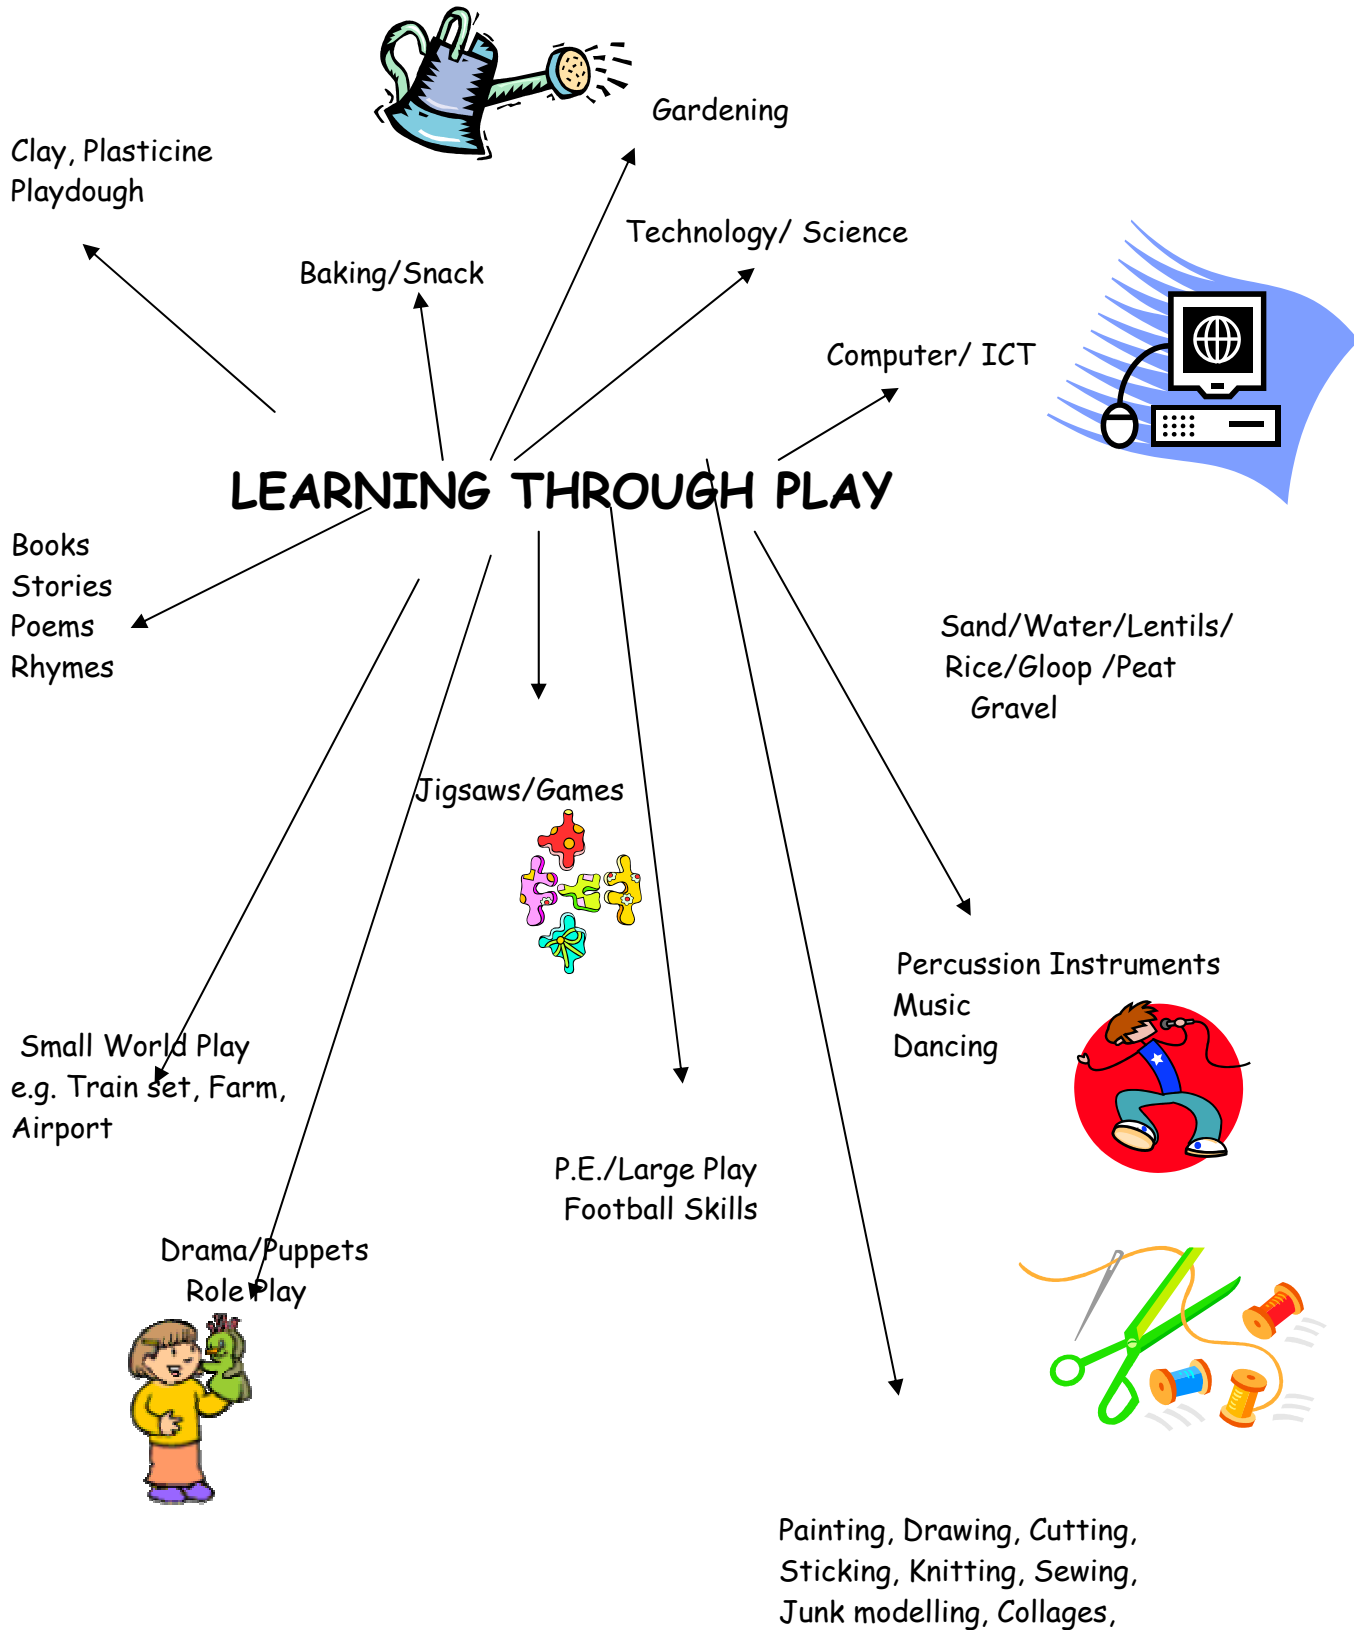 Gardening
Clay, Plasticine
Playdough
Technology/ Science
Baking/Snack
Computer/ ICT
LEARNING THROUGH PLAY
Books
Stories
Poems
Rhymes
Sand/Water/Lentils/
Rice/Gloop /Peat
Gravel
Jigsaws/Games
Percussion Instruments
Music
Dancing
Small World Play
e.g. Train set, Farm,
Airport
P.E./Large Play
Football Skills
Drama/Puppets
Role Play
Painting, Drawing, Cutting,
Sticking, Knitting, Sewing,
Junk modelling, Collages,